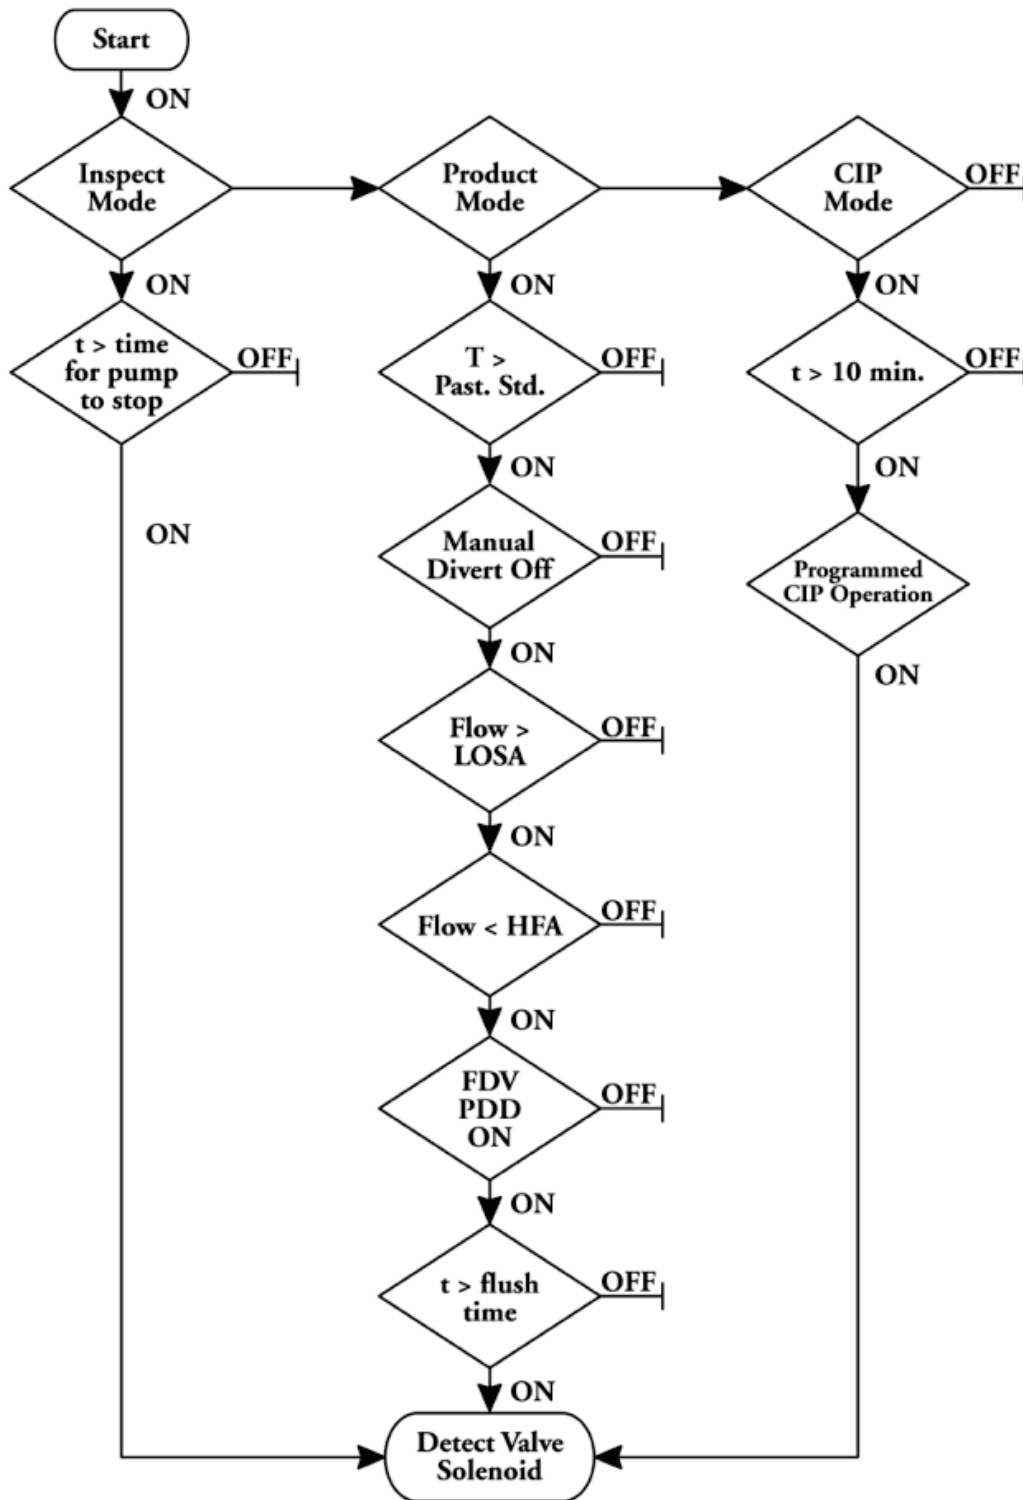 Start
ON
Inspect
Mode
Product
Mode
CIP
Mode
OFF
ON
ON
ON
t > time
for pump
to stop
OFF
T >
Past. Std.
OFF
t > 10 min.
OFF
ON
ON
ON
Manual
Divert Off
OFF
Programmed
CIP Operation
ON
ON
Flow >
LOSA
OFF
ON
Flow < HFA
OFF
ON
FDV
PDD
ON
OFF
ON
t > flush
time
OFF
ON
Detect Valve
Solenoid